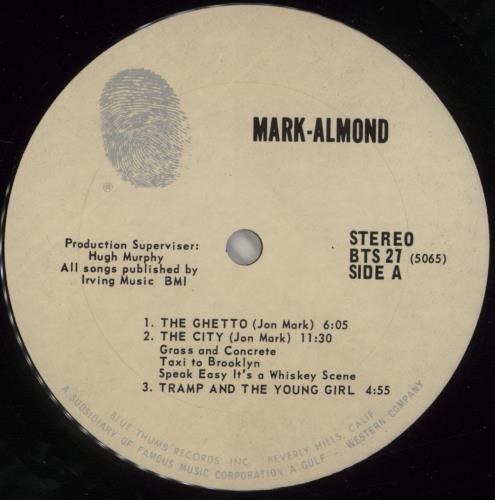 ®
MARK-ALMOND
Production Superviser:
Hugh Murphy
All songs published by
Irving Music BMI
STEREO
BTS 27 (5065)
SIDE A
1. THE GHETTO (Jon Mark) 6:05
2. THE CITY (Jon Mark) 11:30
Grass and Concrete
Taxi to Brooklyn
Speak Easy It's a Whiskey Scene
3. TRAMP AND THE YOUNG GIRL 4:55
BLUE THUMB RECORDS INC. BEVERLY HILLS, CALIF.
A SUBSIDIARY OF FAMOUS MUSIC CORPORATION A GULF - WESTERN COMPANY